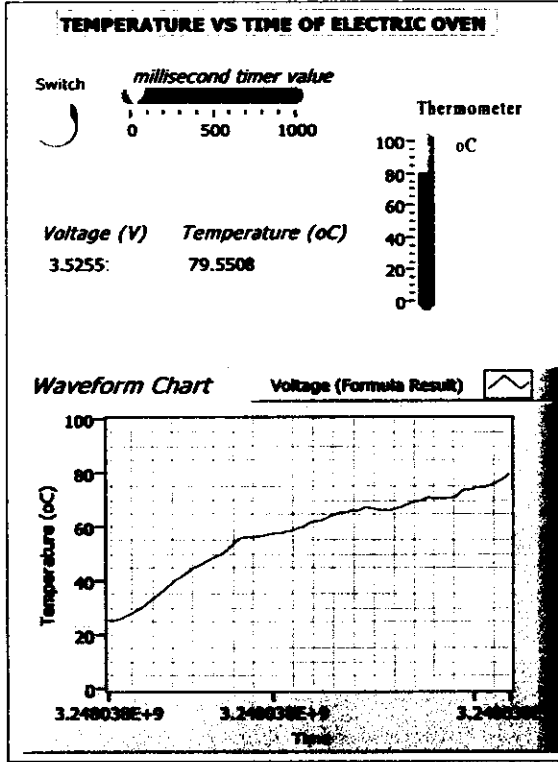 TEMPERATURE VS TIME OF ELECTRIC OVEN
Switch
millisecond timer value
0 500 1000
Thermometer
oC
100
80
60
40
20
0
Voltage (V) Temperature (oC)
3.5255: 79.5508
Waveform Chart Voltage (Formula Result)
100
80
60
40
20
0
Temperature (oC)
3.248038E+9 3.248038E+9 3.248038E
Time